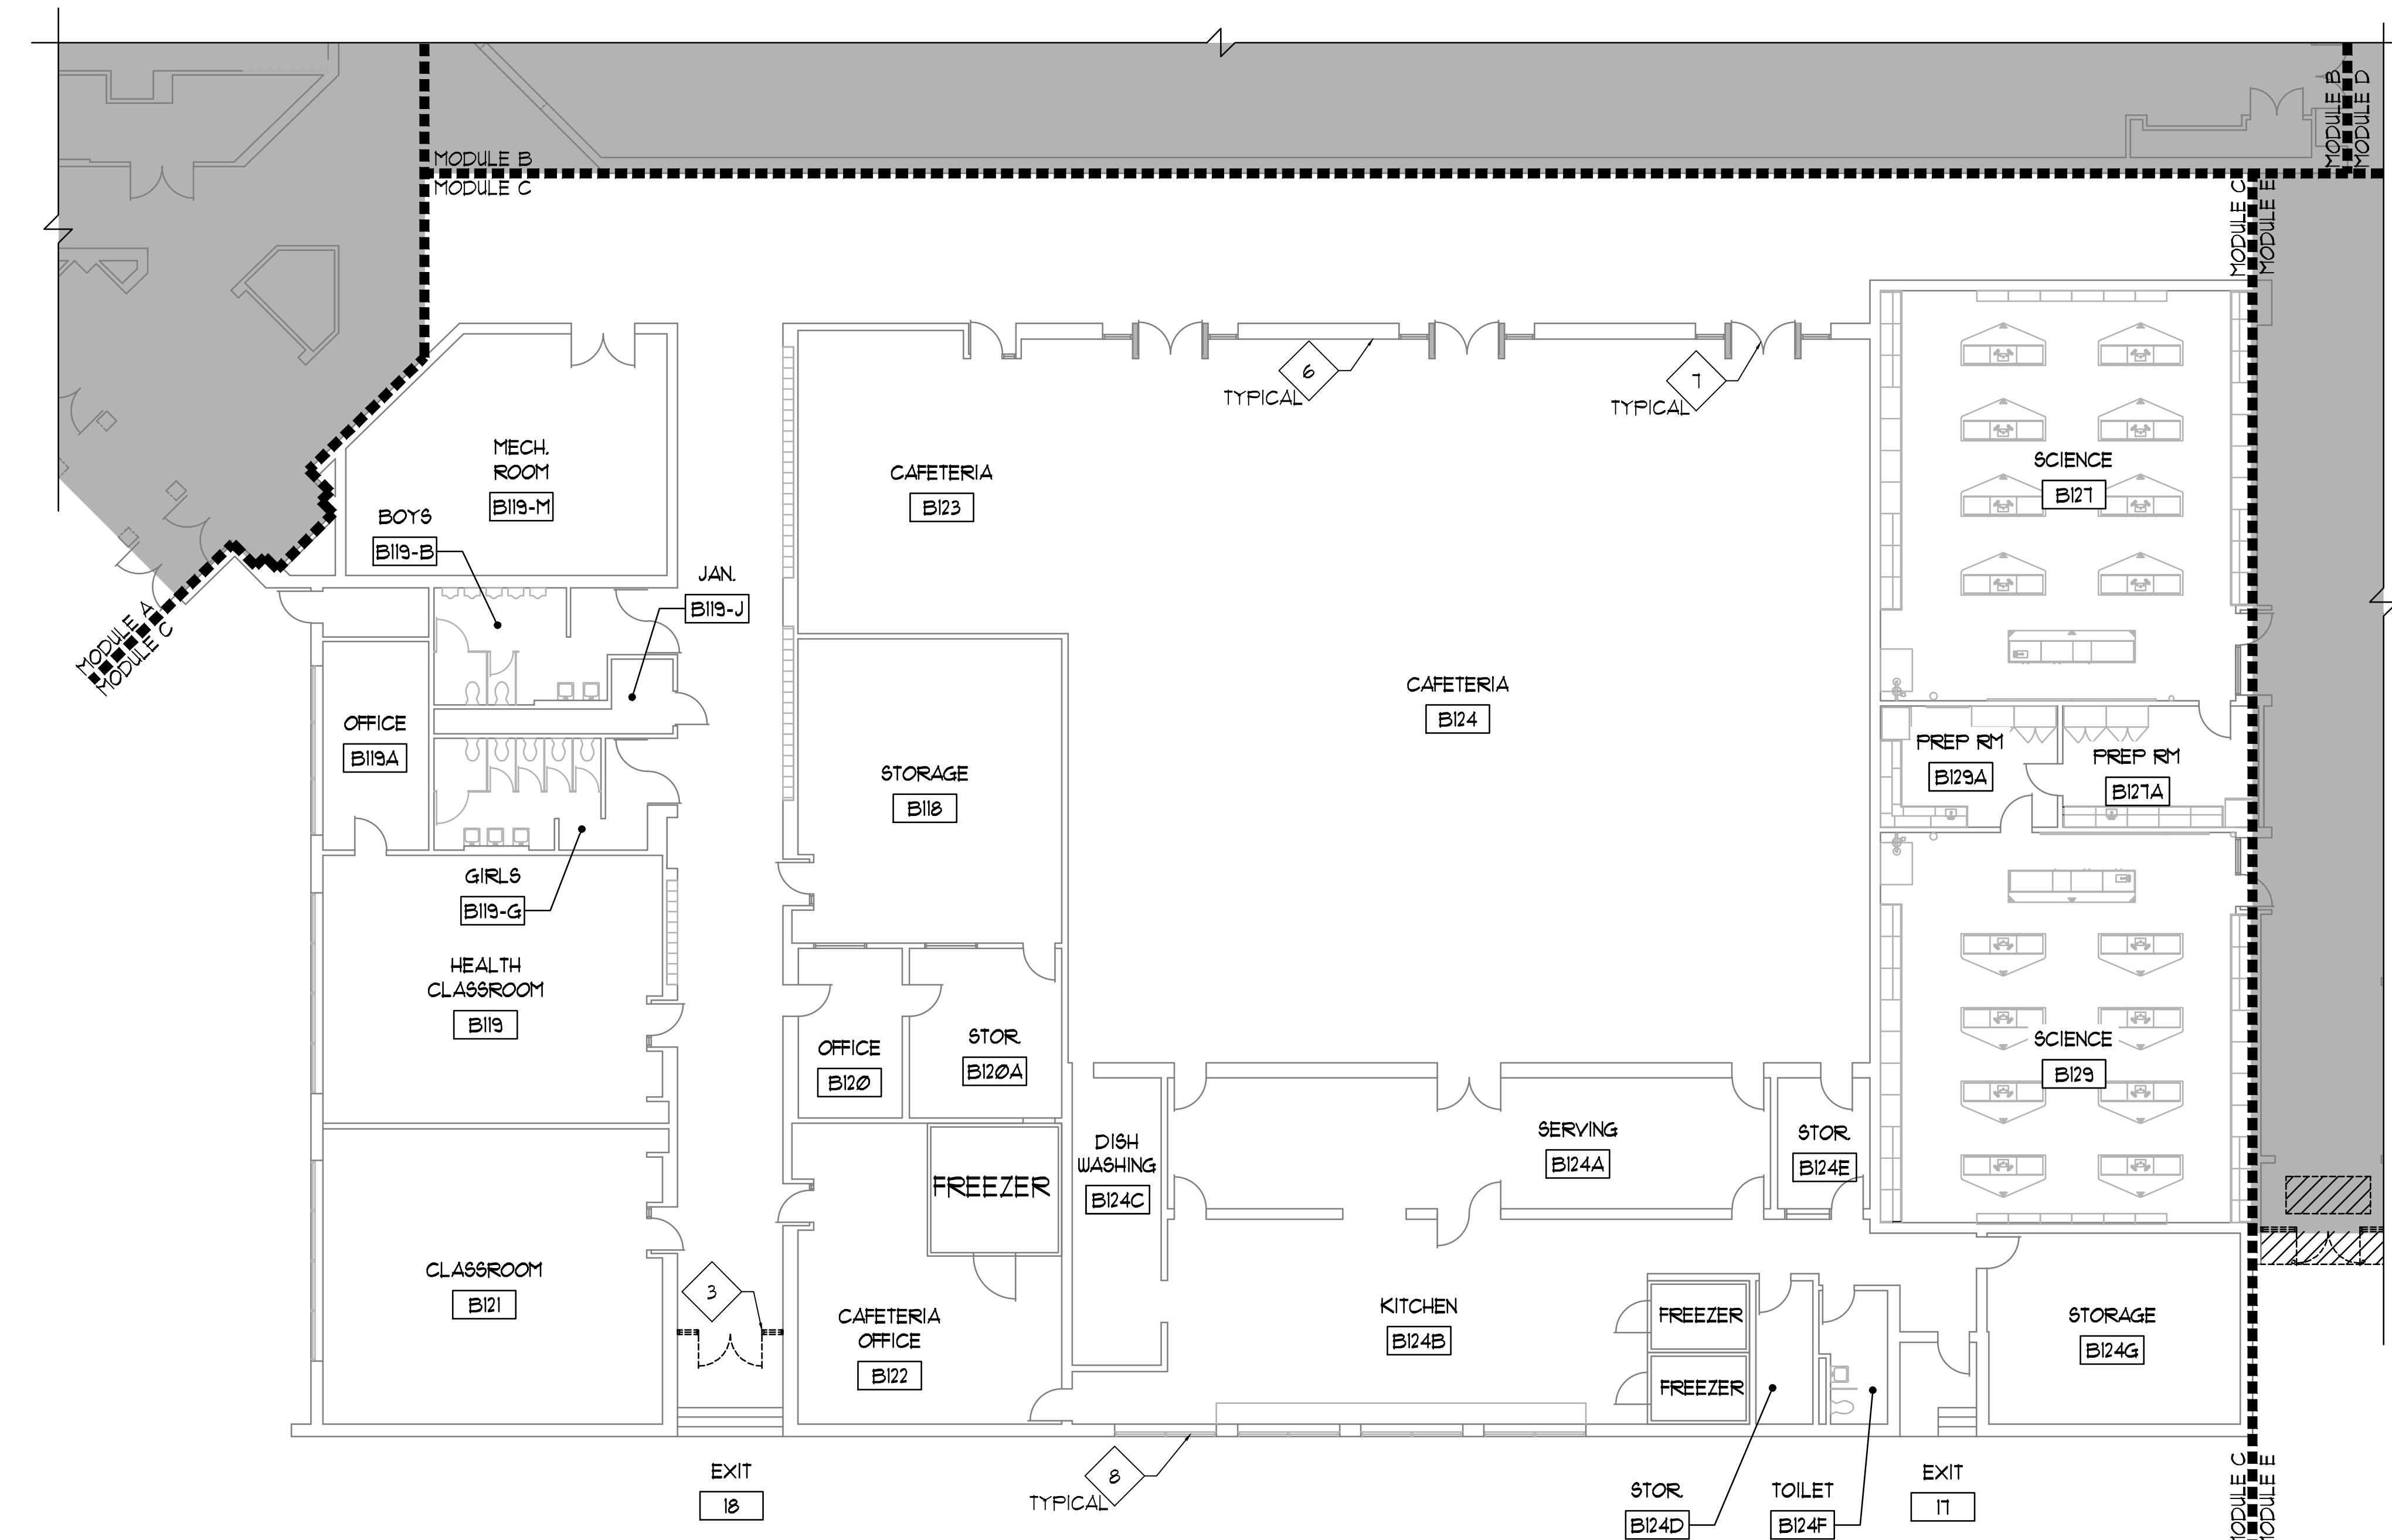 MODULE B
MODULE C
MODULE B
MODULE D
MODULE C
MODULE E
6
TYPICAL
7
TYPICAL
MECH.
ROOM
B119-M
CAFETERIA
B123
SCIENCE
B127
BOYS
B119-B
JAN.
B119-J
MODULE A
MODULE C
OFFICE
B119A
CAFETERIA
B124
STORAGE
B118
PREP RM
B129A
PREP RM
B127A
GIRLS
B119-G
HEALTH
CLASSROOM
B119
OFFICE
B120
STOR.
B120A
SCIENCE
B129
DISH
WASHING
B124C
SERVING
B124A
STOR.
B124E
FREEZER
CLASSROOM
B121
3
CAFETERIA
OFFICE
B122
KITCHEN
B124B
FREEZER
FREEZER
STORAGE
B124G
EXIT
18
8
TYPICAL
STOR.
B124D
TOILET
B124F
EXIT
17
MODULE C
MODULE E